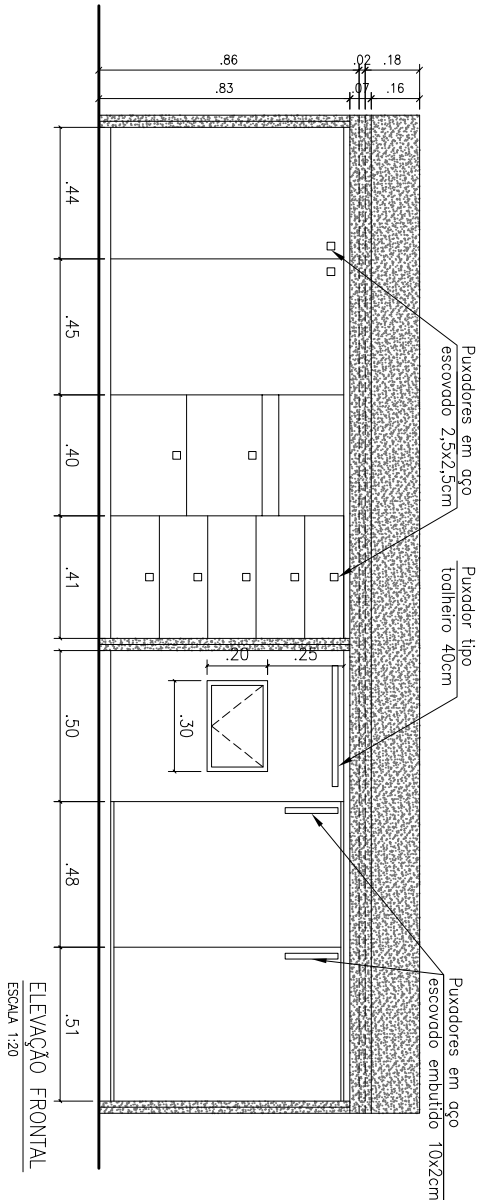 Puxadores em aço
escovado 2,5x2,5cm
Puxador tipo
toalheiro 40cm
Puxadores em aço
escovado embutido 10x2cm
.18
.02
.86
.16
.07
.83
.25
.20
.30
.44
.45
.40
.41
.50
.48
.51
ELEVAÇÃO FRONTAL
ESCALA 1:20